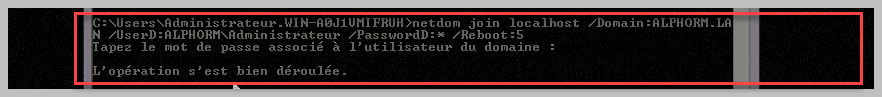 C:\Users\Administrateur.WIN-A0J1VMIFRUH>netdom join localhost /Domain:ALPHORM.LA
N /UserD:ALPHORM\Administrateur /PasswordD:* /Reboot:5
Tapez le mot de passe associé à l'utilisateur du domaine :
L'opération s'est bien déroulée.